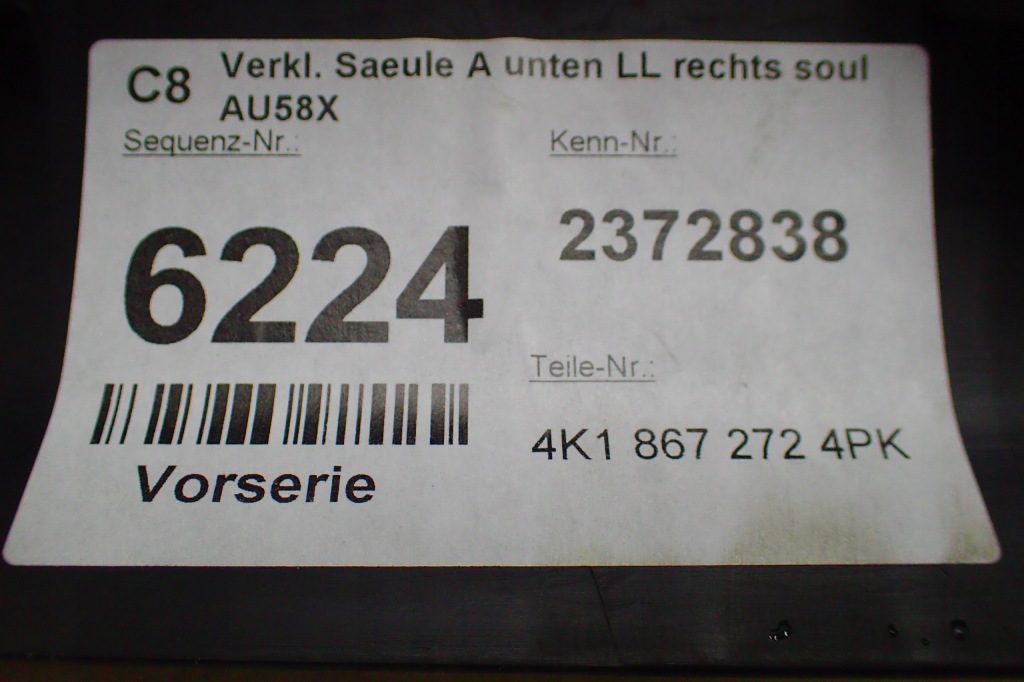 C8 Verkl. Saeule A unten LL rechts soul
AU58X
Sequenz-Nr.: Kenn-Nr.:
6224 2372838
Teile-Nr.:
4K1 867 272 4PK
Vorserie